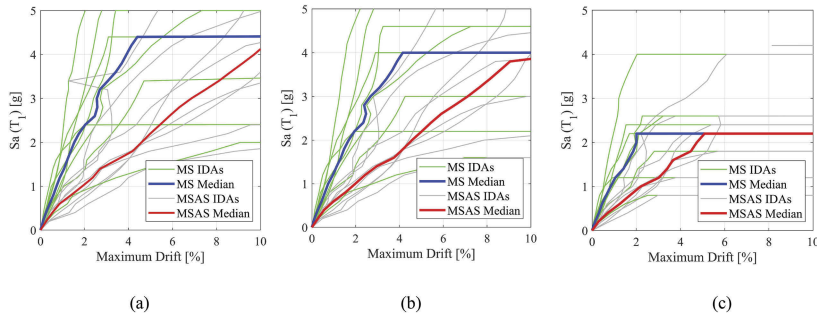 5
4
3
2
1
0
Sa (T1) [g]
MS IDAs
MS Median
MSAS IDAs
MSAS Median
0 2 4 6 8 10
Maximum Drift [%]
(a)
5
4
3
2
1
0
Sa (T1) [g]
MS IDAs
MS Median
MSAS IDAs
MSAS Median
0 2 4 6 8 10
Maximum Drift [%]
(b)
5
4
3
2
1
0
Sa (T1) [g]
MS IDAs
MS Median
MSAS IDAs
MSAS Median
0 2 4 6 8 10
Maximum Drift [%]
(c)